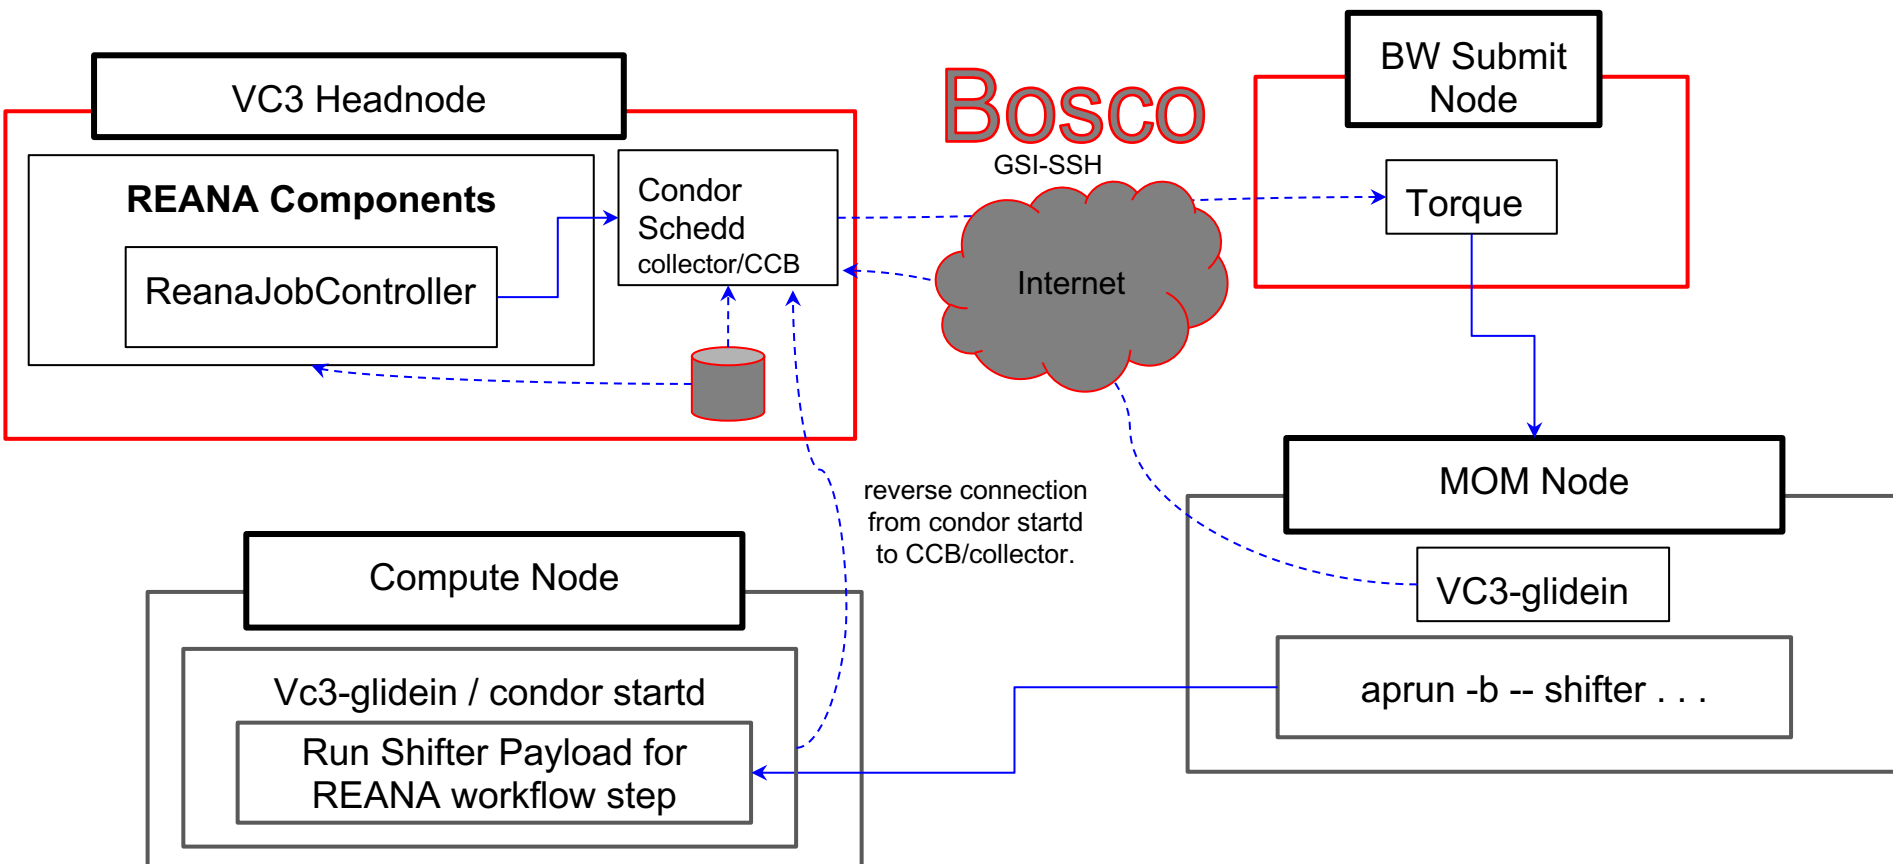 VC3 Headnode
REANA Components
ReanaJobController
Condor
Schedd
collector/CCB
Bosco
GSI-SSH
Internet
BW Submit
Node
Torque
MOM Node
VC3-glidein
aprun -b -- shifter . . .
reverse connection
from condor startd
to CCB/collector.
Compute Node
Vc3-glidein / condor startd
Run Shifter Payload for
REANA workflow step